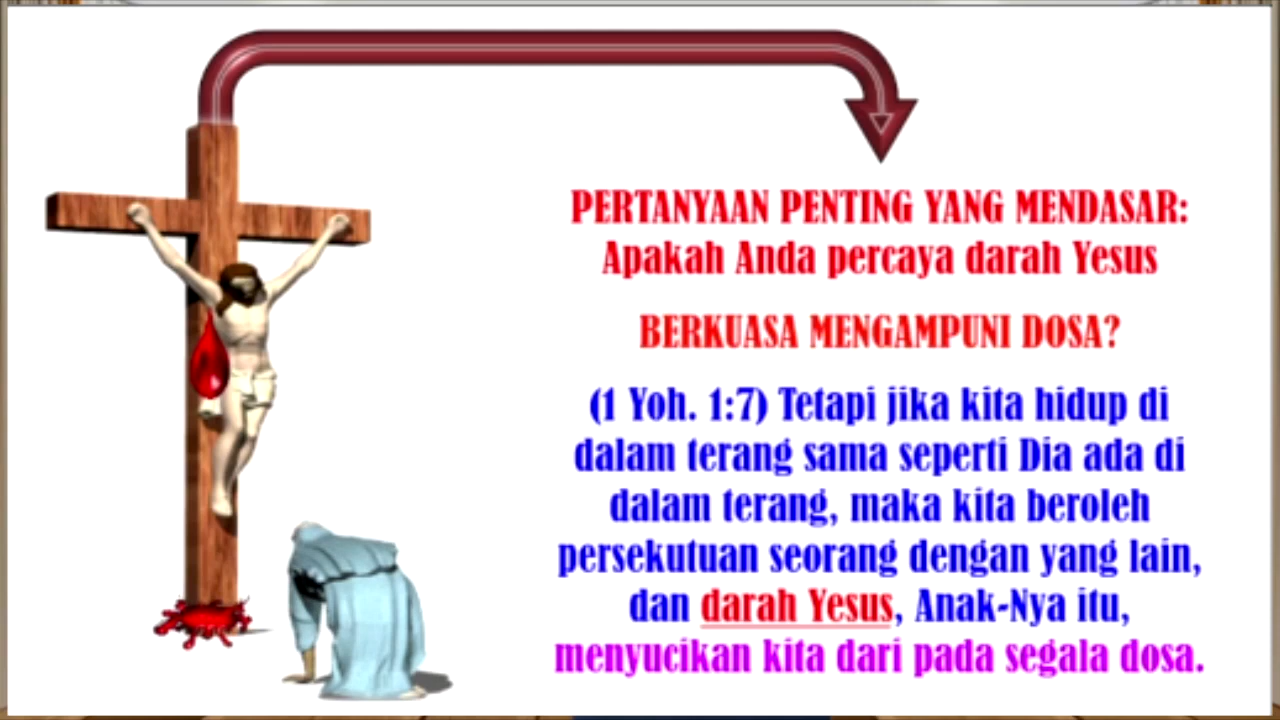 PERTANYAAN PENTING YANG MENDASAR:
Apakah Anda percaya darah Yesus
BERKUASA MENGAMPUNI DOSA?
(1 Yoh. 1:7) Tetapi jika kita hidup di
dalam terang sama seperti Dia ada di
dalam terang, maka kita beroleh
persekutuan seorang dengan yang lain,
dan darah Yesus, Anak-Nya itu,
menyucikan kita dari pada segala dosa.